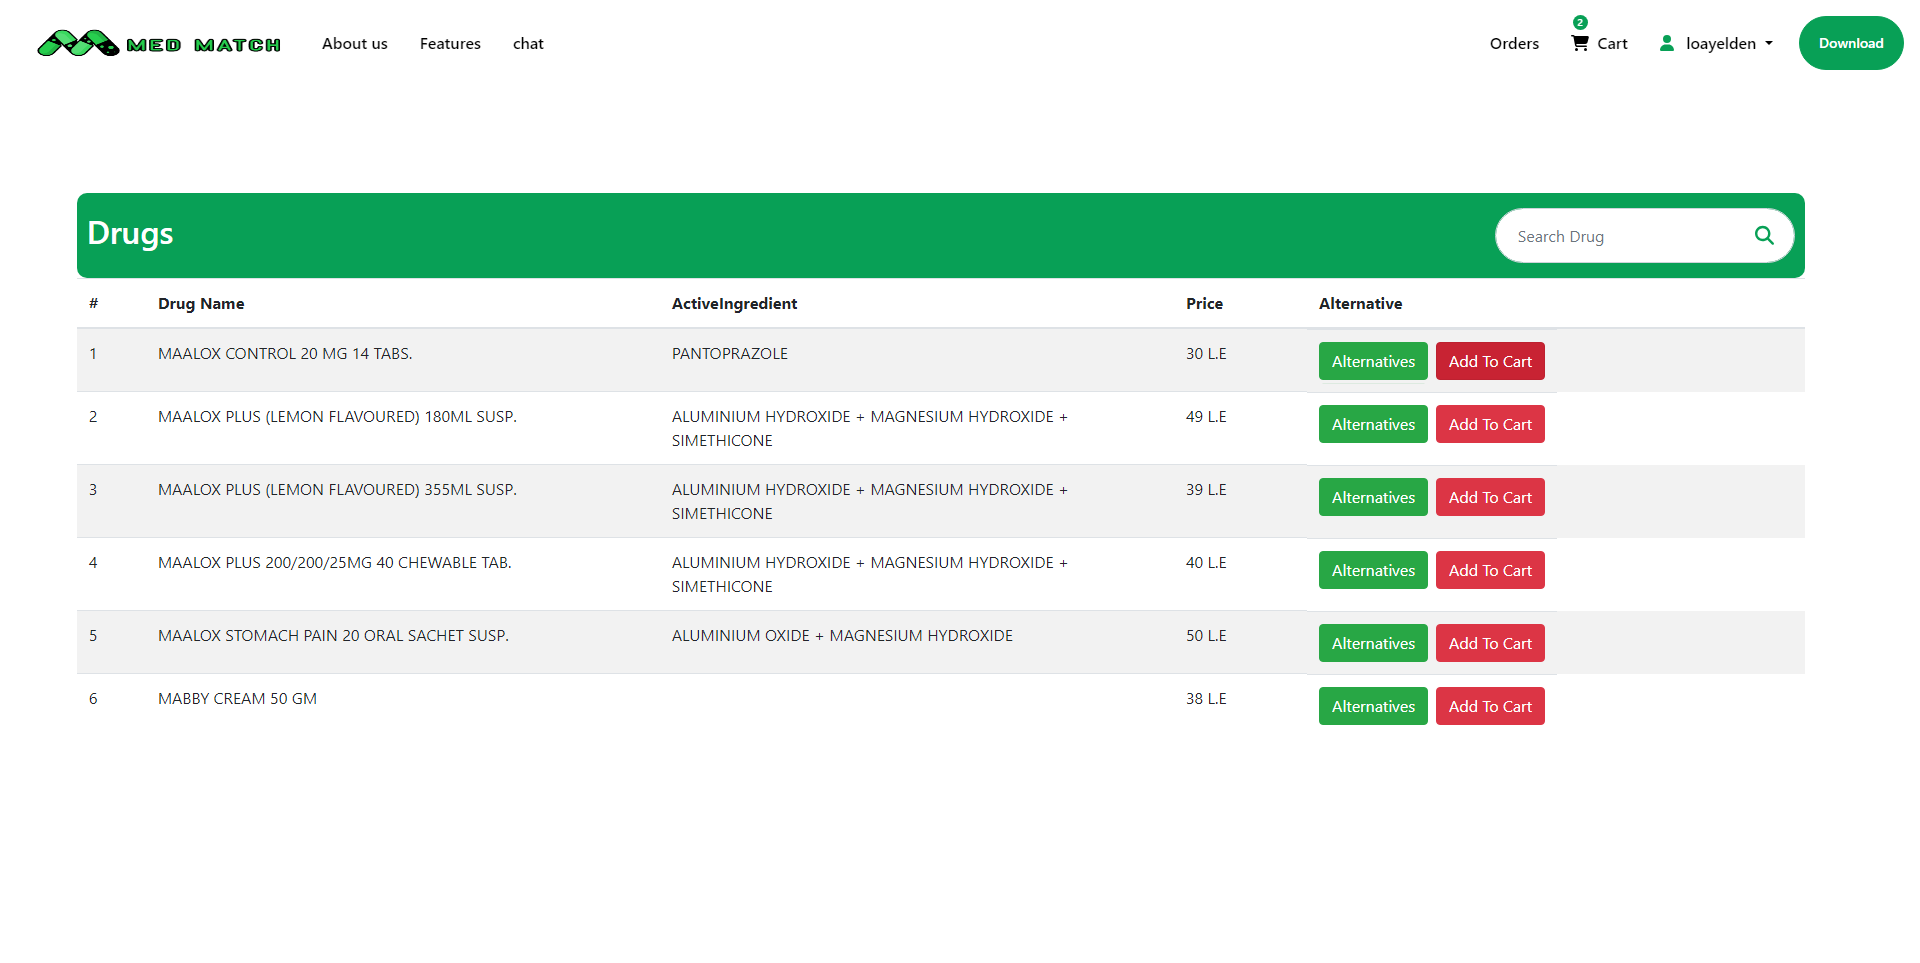 MED MATCH About us Features chat Orders 2 Cart loayelden Download
Drugs Search Drug
# Drug Name ActiveIngredient Price Alternative
1 MAALOX CONTROL 20 MG 14 TABS. PANTOPRAZOLE 30 L.E Alternatives Add To Cart
2 MAALOX PLUS (LEMON FLAVOURED) 180ML SUSP. ALUMINIUM HYDROXIDE + MAGNESIUM HYDROXIDE + 49 L.E Alternatives Add To Cart
SIMETHICONE
3 MAALOX PLUS (LEMON FLAVOURED) 355ML SUSP. ALUMINIUM HYDROXIDE + MAGNESIUM HYDROXIDE + 39 L.E Alternatives Add To Cart
SIMETHICONE
4 MAALOX PLUS 200/200/25MG 40 CHEWABLE TAB. ALUMINIUM HYDROXIDE + MAGNESIUM HYDROXIDE + 40 L.E Alternatives Add To Cart
SIMETHICONE
5 MAALOX STOMACH PAIN 20 ORAL SACHET SUSP. ALUMINIUM OXIDE + MAGNESIUM HYDROXIDE 50 L.E Alternatives Add To Cart
6 MABBY CREAM 50 GM 38 L.E Alternatives Add To Cart